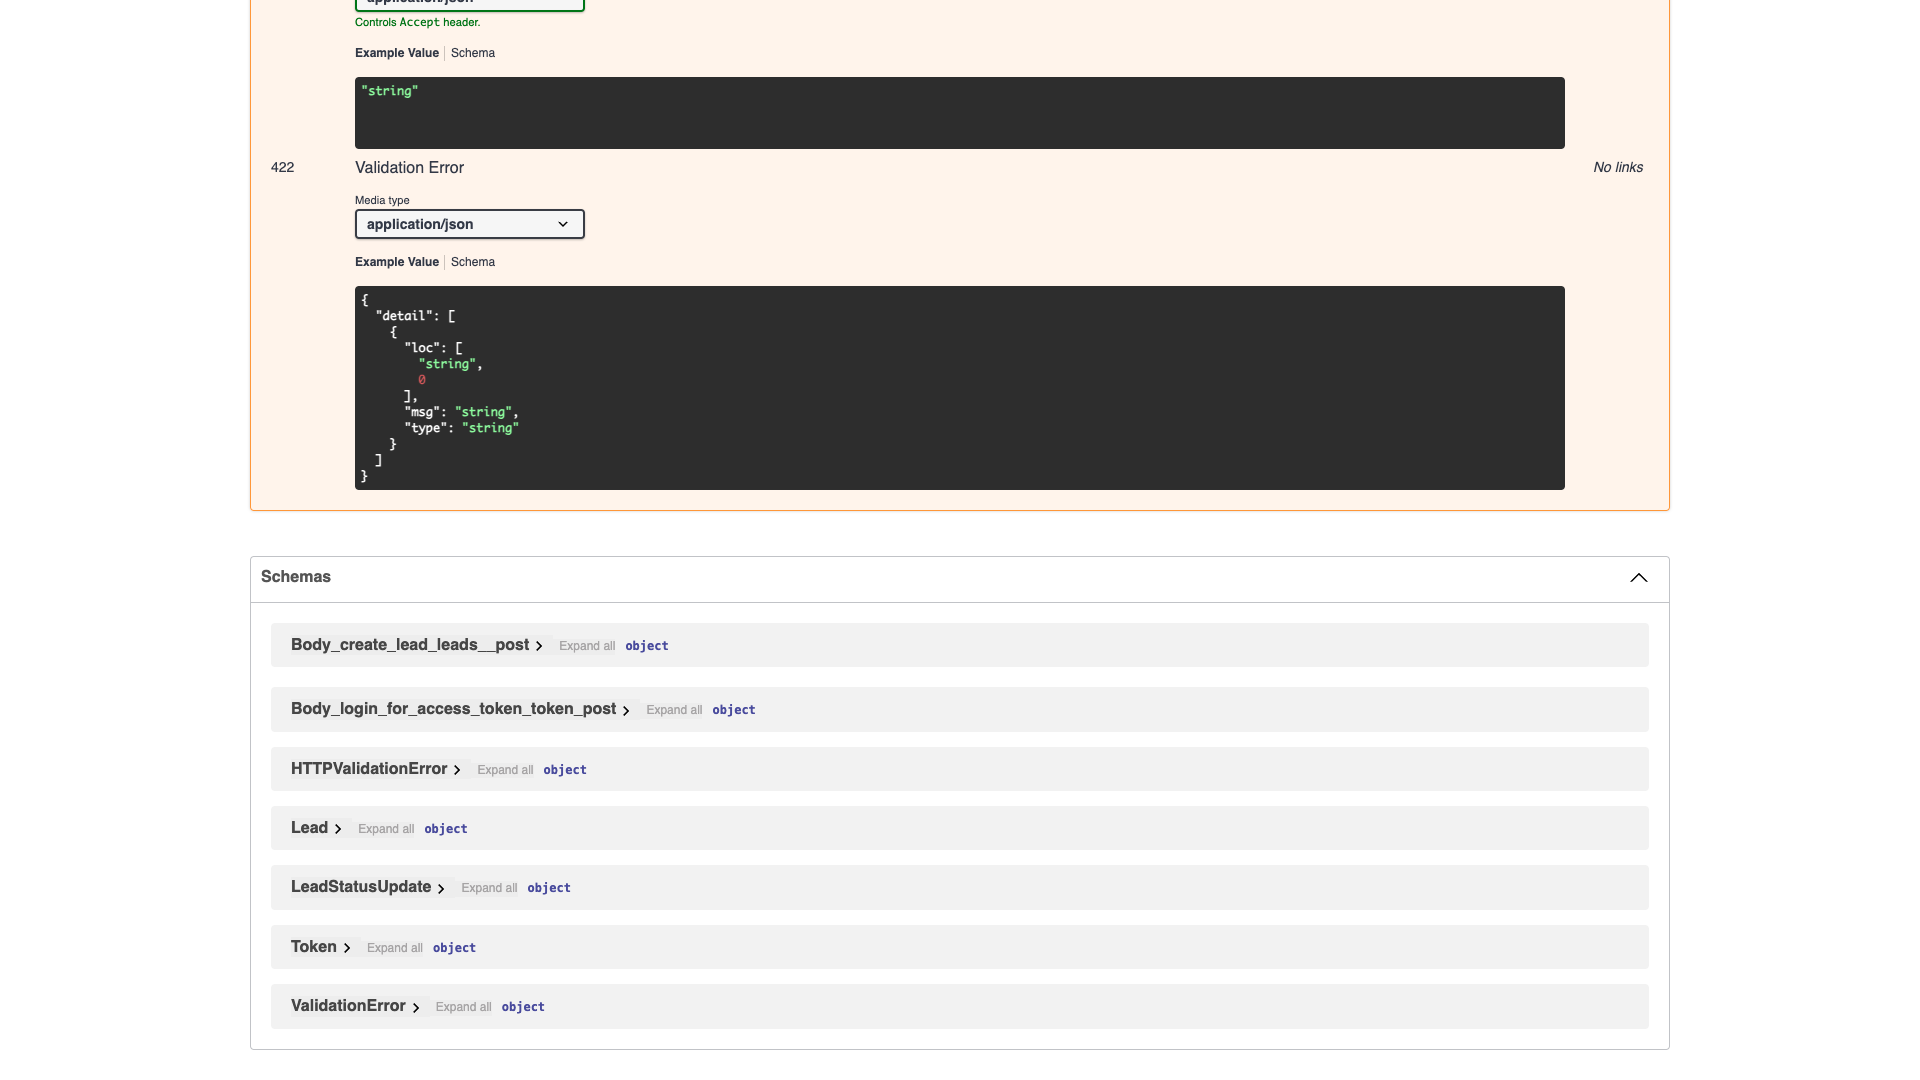 application/json
Controls Accept header.
Example Value
Schema
"string"
422
Validation Error
No links
Media type
application/json
Example Value
Schema
{
"detail": [
{
"loc": [
"string",
0
],
"msg": "string",
"type": "string"
}
]
}
Schemas
Body_create_lead_leads__post Expand all object
Body_login_for_access_token_token_post Expand all object
HTTPValidationError Expand all object
Lead Expand all object
LeadStatusUpdate Expand all object
Token Expand all object
ValidationError Expand all object